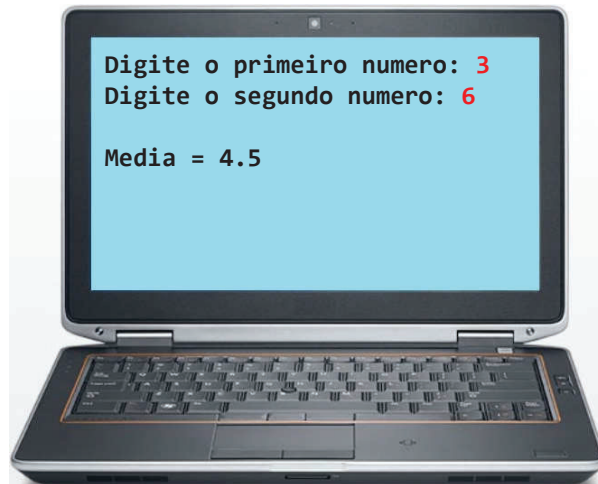 Digite o primeiro numero: 3
Digite o segundo numero: 6
Media = 4.5